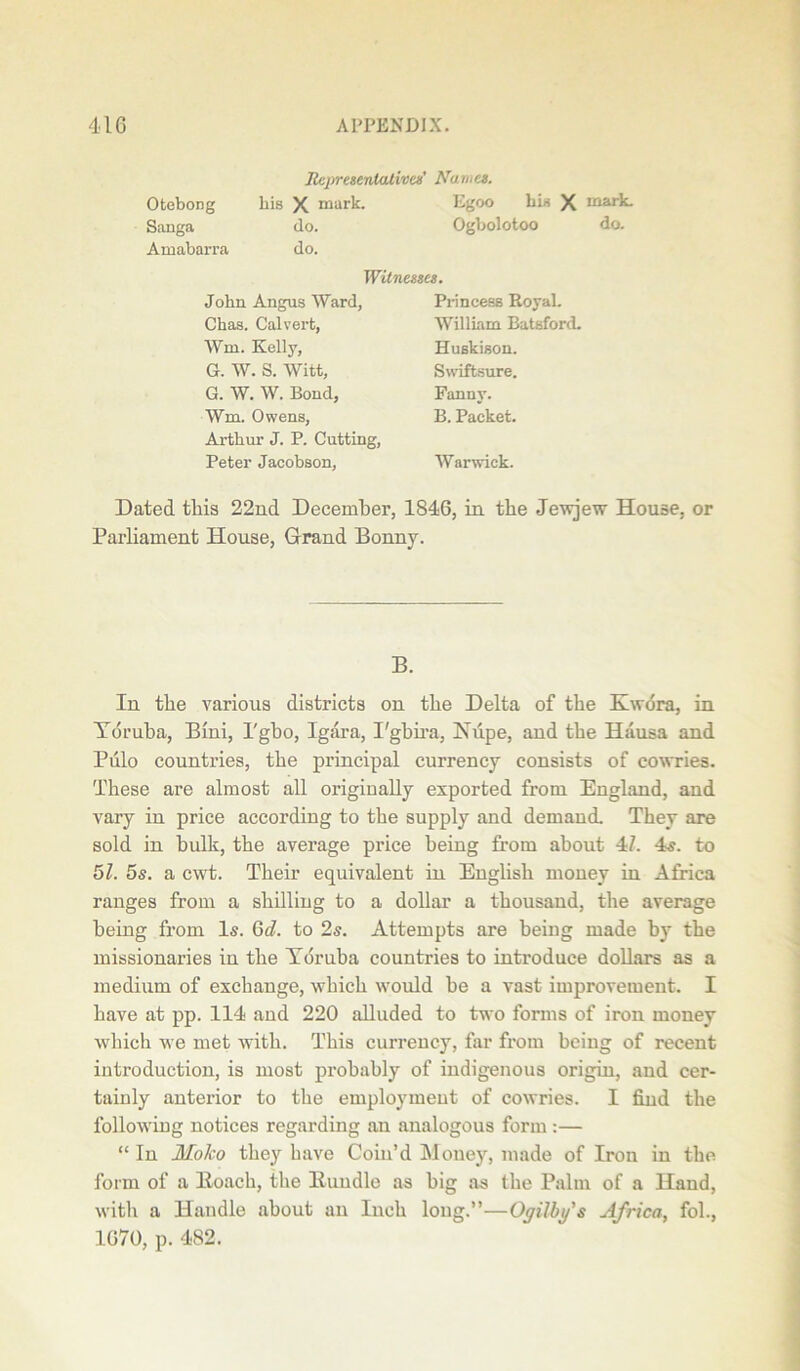 416 APPENDIX.
Representatives' Names.
Otebong his X mark. Egoo his X mark.
Sanga do. Ogbolotoo do.
Amabarra do.
Witnesses.
John Angus Ward, Princess Royal.
Chas. Calvert, William Batsford.
Wm. Kelly, Huskison.
G. W. S. Witt, Swiftsure.
G. W. W. Bond, Fanny.
Wm. Owens, B. Packet.
Arthur J. P. Cutting,
Peter Jacobson, Warwick.
Dated this 22nd December, 1846, in the Jewjew House, or
Parliament House, Grand Bonny.
B.
In the various districts on the Delta of the Kwóra, in
Yóruba, Bíni, I'gbo, Igára, I'gbira, Núpe, and the Háusa and
Púlo countries, the principal currency consists of cowries.
These are almost all originally exported from England, and
vary in price according to the supply and demand. They are
sold in bulk, the average price being from about 4l. 4s. to
5l. 5s. a cwt. Their equivalent in English money in Africa
ranges from a shilling to a dollar a thousand, the average
being from 1s. 6d. to 2s. Attempts are being made by the
missionaries in the Yóruba countries to introduce dollars as a
medium of exchange, which would be a vast improvement. I
have at pp. 114 and 220 alluded to two forms of iron money
which we met with. This currency, far from being of recent
introduction, is most probably of indigenous origin, and cer-
tainly anterior to the employment of cowries. I find the
following notices regarding an analogous form :—
“ In Moko they have Coin’d Money, made of Iron in the
form of a Roach, the Rundle as big as the Palm of a Hand,
with a Handle about an Inch long.”—Ogilby's Africa, fol.,
1670, p. 482.